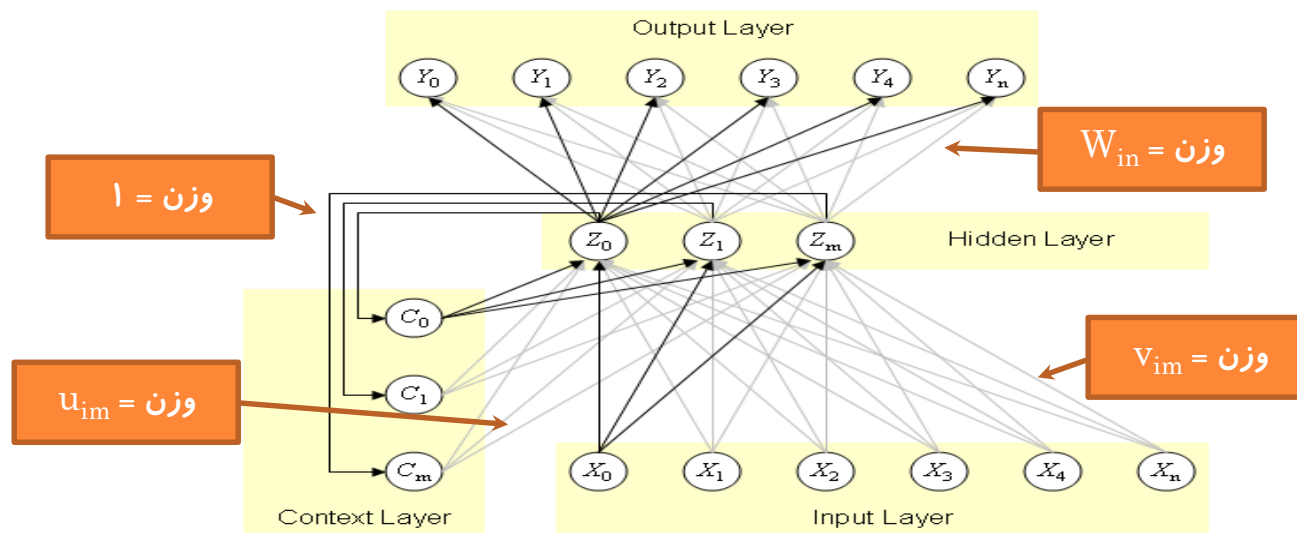 Output Layer
Y0 Y1 Y2 Y3 Y4 Yn
وزن = Win
وزن = ۱
Z0 Z1 Zm Hidden Layer
C0
وزن = vim
C1
وزن = uim
Cm
X0 X1 X2 X3 X4 Xn
Context Layer
Input Layer